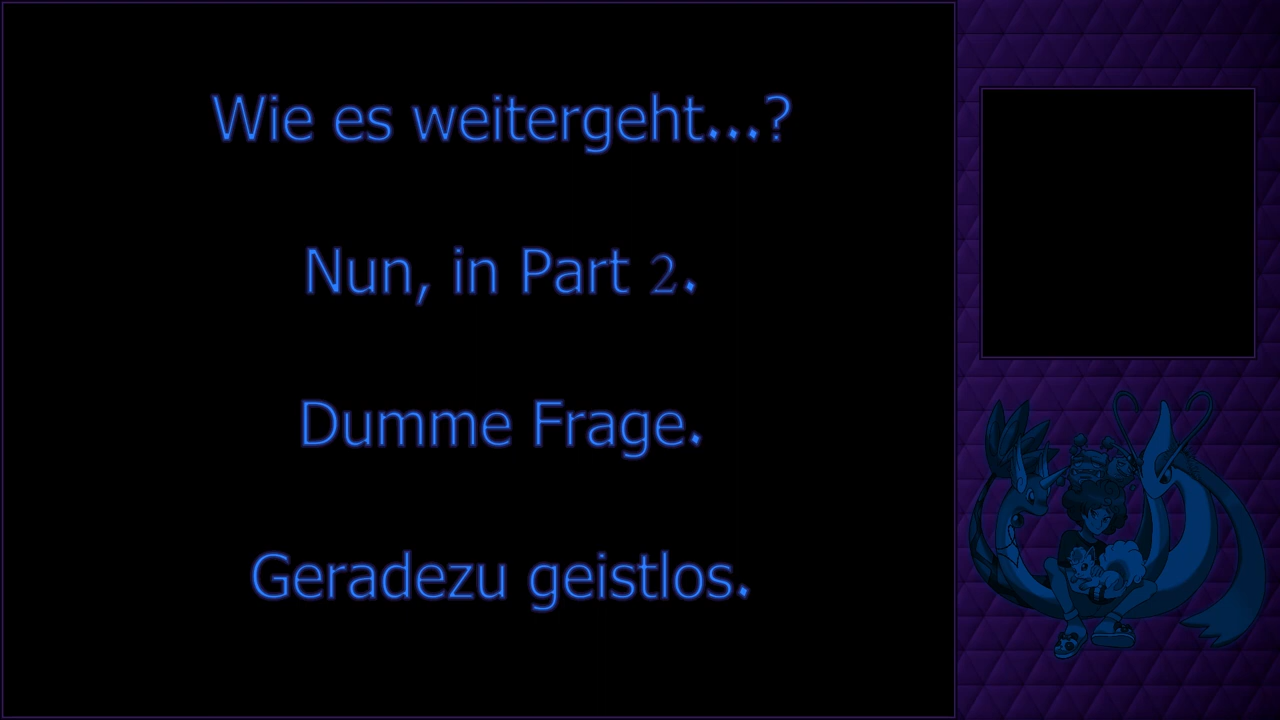 Wie es weitergeht...?
Nun, in Part 2.
Dumme Frage.
Geradezu geistlos.